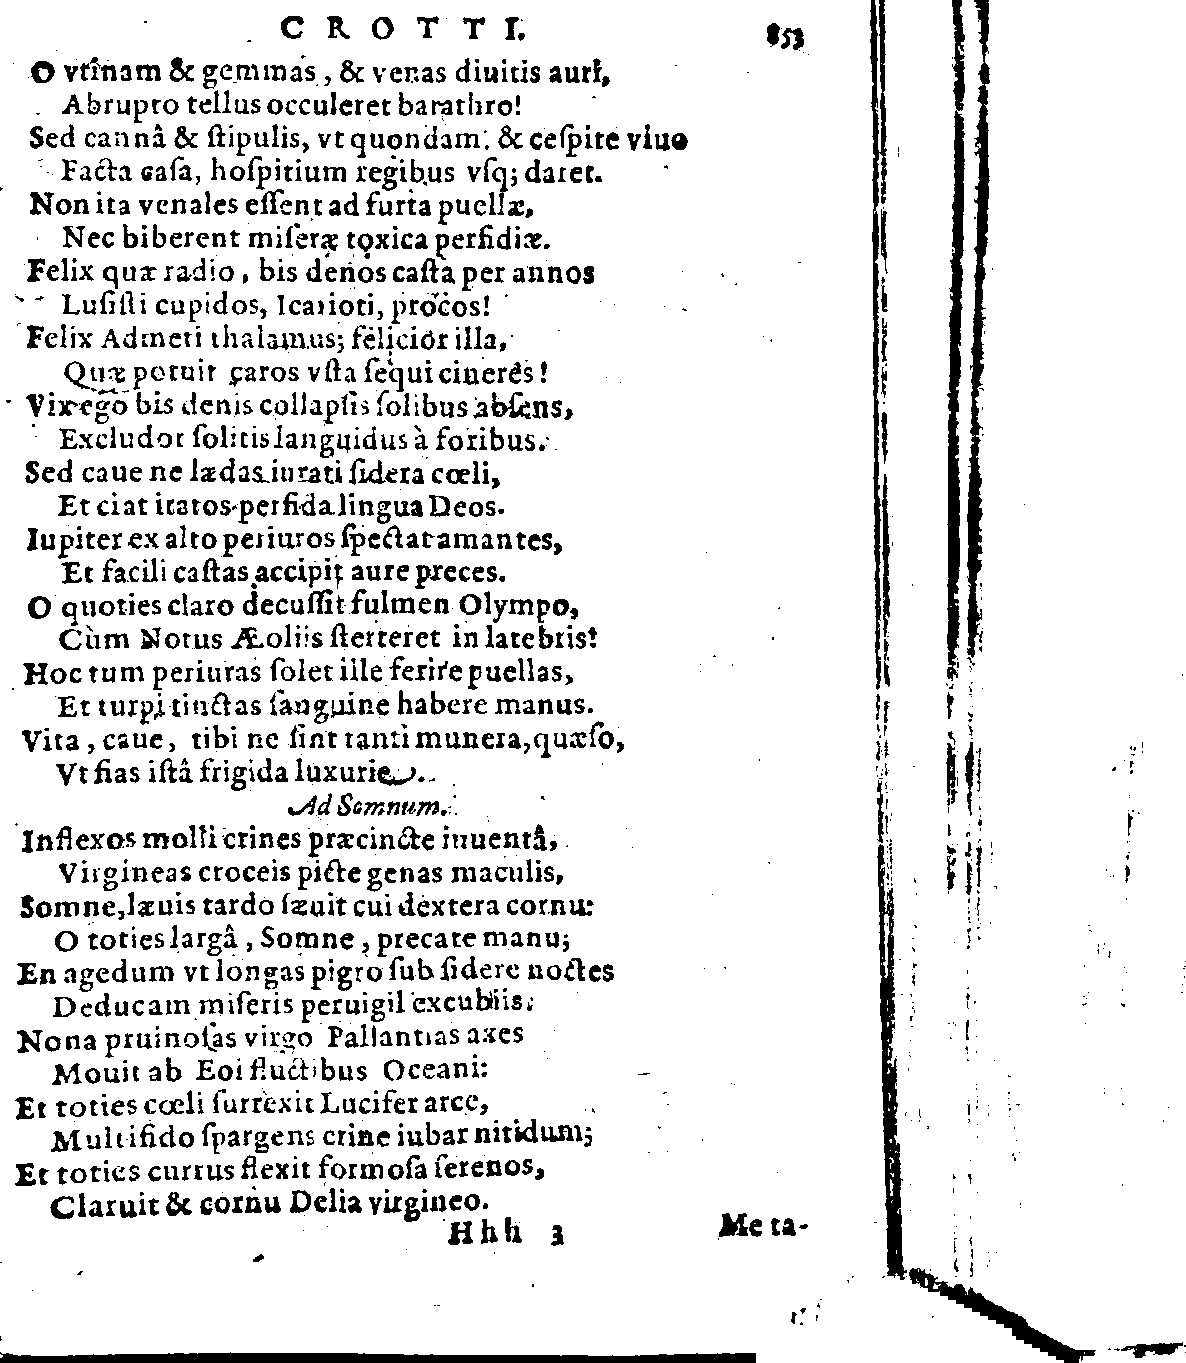 CROTTI. 853
O vtinam & gemmas, & venas diuitis auri,
Abrupto tellus occuleret barathro!
Sed cannâ & ſtipulis, vt quondam, & ceſpite viuo
Facta caſa, hoſpitium regibus vſq; daret.
Non ita venales eſſent ad furta puellæ,
Nec biberent miſeræ toxica perfidiæ.
Felix quæ radio, bis denos caſta per annos
Luſiſti cupidos, Icarioti, procos!
Felix Admeti thalamus; felicior illa,
Quæ potuit caros vſta ſequi cineres!
Vix ego bis denis collapſis ſolibus abſens,
Excludor ſolitis languidus à foribus.
Sed caue ne lædas iurati ſidera cœli,
Et ciat iratos perfida lingua Deos.
Iupiter ex alto periuros ſpectat amantes,
Et facili caſtas accipit aure preces.
O quoties claro decuſſit fulmen Olympo,
Cùm Notus Æoliis ſterteret in latebris!
Hoc tum periuras ſolet ille ferire puellas,
Et turpi tinctas ſanguine habere manus.
Vita, caue, tibi ne ſint tanti munera, quæſo,
Vt fias iſtâ frigida luxurie.
Ad Somnum.
Inflexos molli crines præcincte iuuentâ,
Virgineas croceis picte genas maculis,
Somne, læuis tardo ſæuit cui dextera cornu:
O toties largâ, Somne, precate manu;
En agedum vt longas pigro ſub ſidere noctes
Deducam miſeris peruigil excubiis.
Nona pruinoſas virgo Pallantias axes
Mouit ab Eoi fluctibus Oceani:
Et toties cœli ſurrexit Lucifer arce,
Multifido ſpargens crine iubar nitidum;
Et toties currus flexit formoſa ſerenos,
Claruit & cornu Delia virgineo.
Hhh 3 Meta-